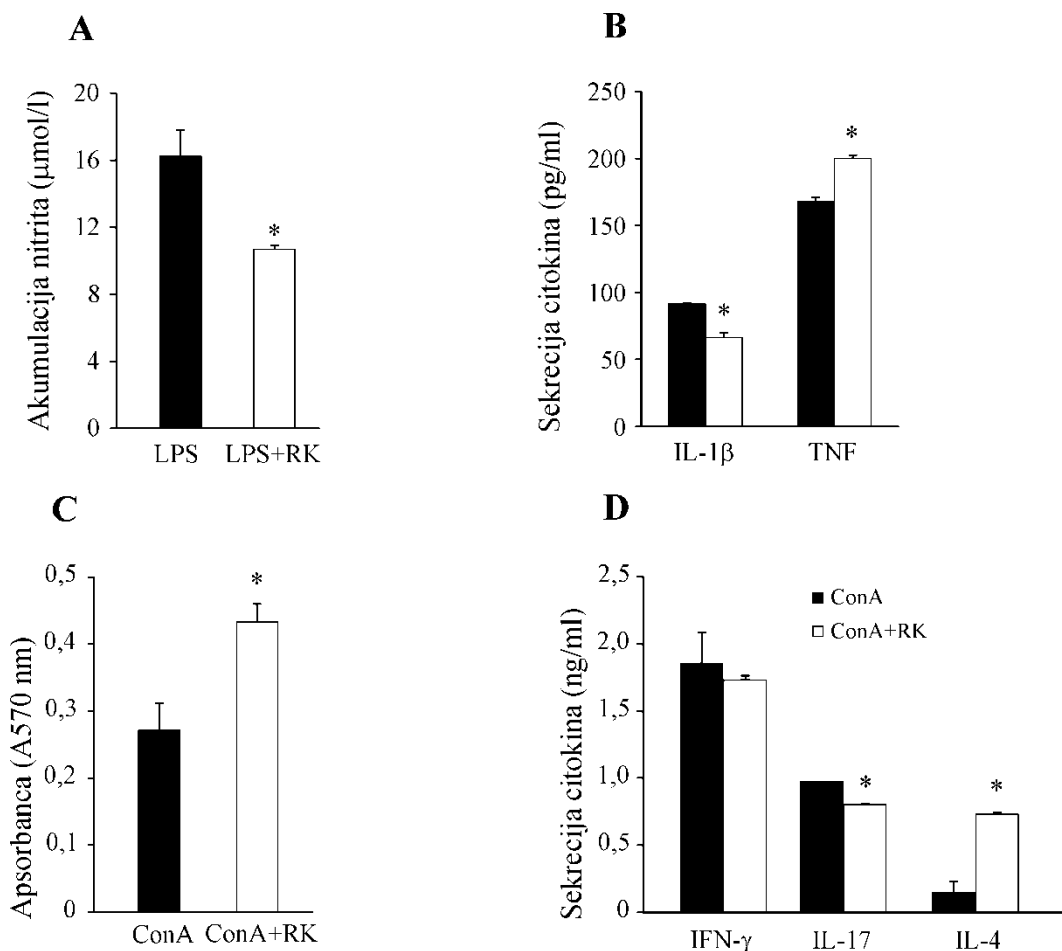 A
Akumulacija nitrita (µmol/l)
20
16
12
8
4
0
LPS
LPS+RK
*
B
Sekrecija citokina (pg/ml)
250
200
150
100
50
0
*
*
IL-1β
TNF
C
Apsorbanca (A570 nm)
0,5
0,4
0,3
0,2
0,1
0
*
ConA
ConA+RK
D
Sekrecija citokina (ng/ml)
2,5
2,0
1,5
1,0
0,5
0
ConA
ConA+RK
*
*
IFN-γ
IL-17
IL-4